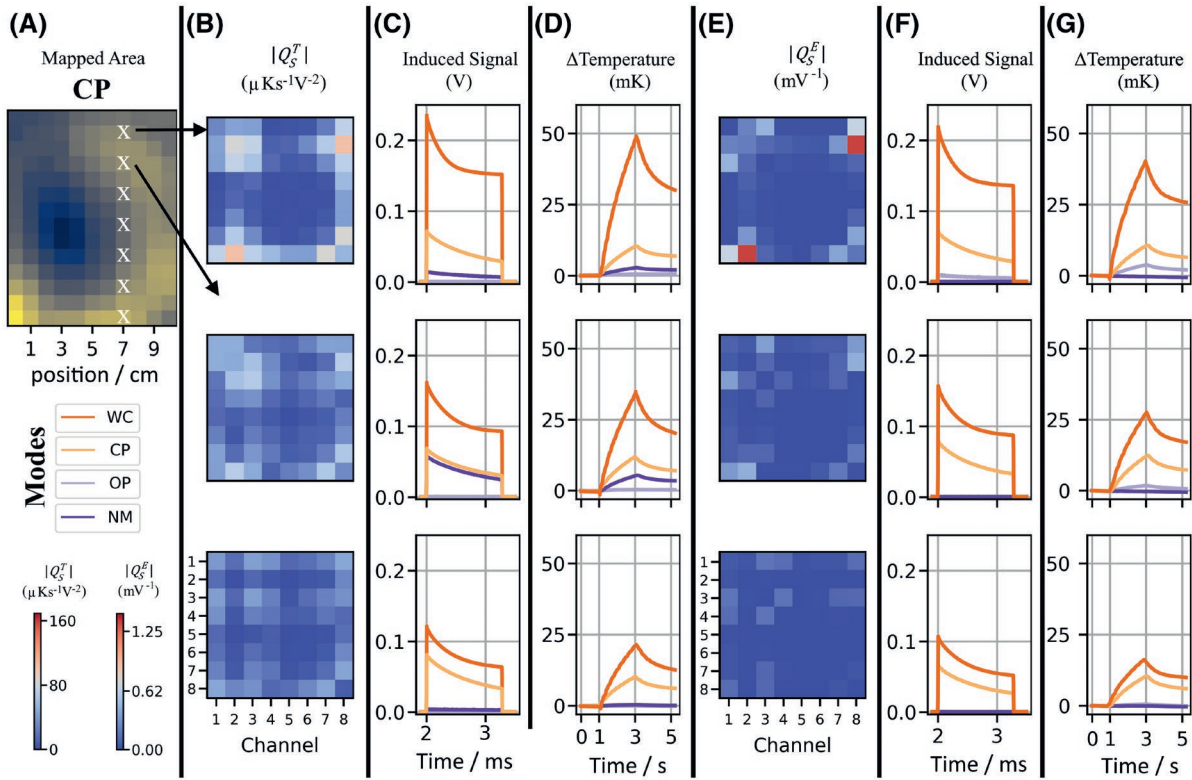 (A) (B) (C) (D) (E) (F) (G)
Mapped Area
CP
|Q_S^T|
(μ Ks⁻¹V⁻²)
Induced Signal
(V)
ΔTemperature
(mK)
|Q_S^E|
(mV⁻¹)
Induced Signal
(V)
ΔTemperature
(mK)
X
X
X
X
X
X
X
1 3 5 7 9
position / cm
Modes
WC
CP
OP
NM
|Q_S^T|
(μ Ks⁻¹V⁻²)
160
80
0
|Q_S^E|
(mV⁻¹)
1.25
0.62
0.00
1
2
3
4
5
6
7
8
1 2 3 4 5 6 7 8
Channel
0.2
0.1
0.0
0.2
0.1
0.0
0.2
0.1
0.0
2 3
Time / ms
50
25
0
50
25
0
50
25
0
0 1 3 5
Time / s
1
2
3
4
5
6
7
8
1 2 3 4 5 6 7 8
Channel
0.2
0.1
0.0
0.2
0.1
0.0
0.2
0.1
0.0
2 3
Time / ms
50
25
0
50
25
0
50
25
0
0 1 3 5
Time / s